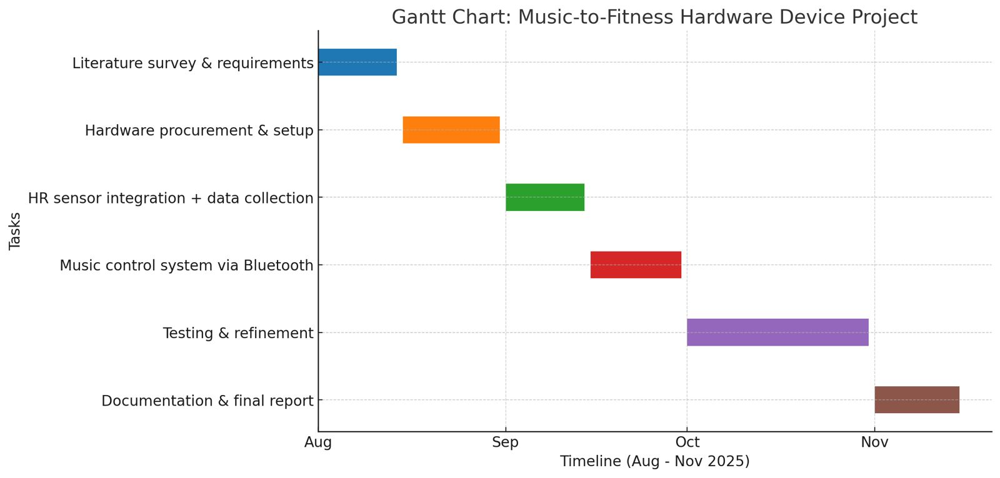 Gantt Chart: Music-to-Fitness Hardware Device Project
Tasks
Literature survey & requirements
Hardware procurement & setup
HR sensor integration + data collection
Music control system via Bluetooth
Testing & refinement
Documentation & final report
Aug Sep Oct Nov
Timeline (Aug - Nov 2025)